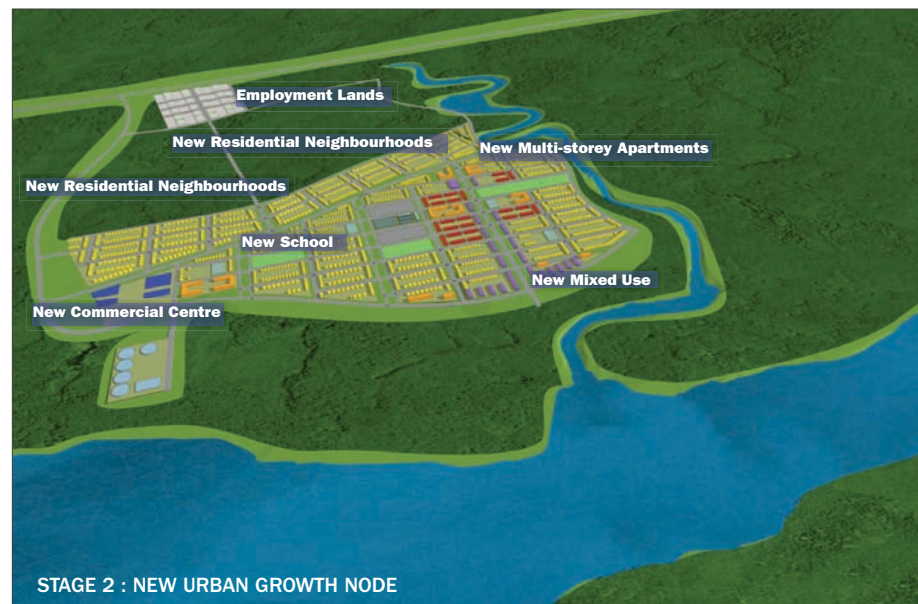 Employment Lands
New Residential Neighbourhoods
New Multi-storey Apartments
New Residential Neighbourhoods
New School
New Mixed Use
New Commercial Centre
STAGE 2 : NEW URBAN GROWTH NODE